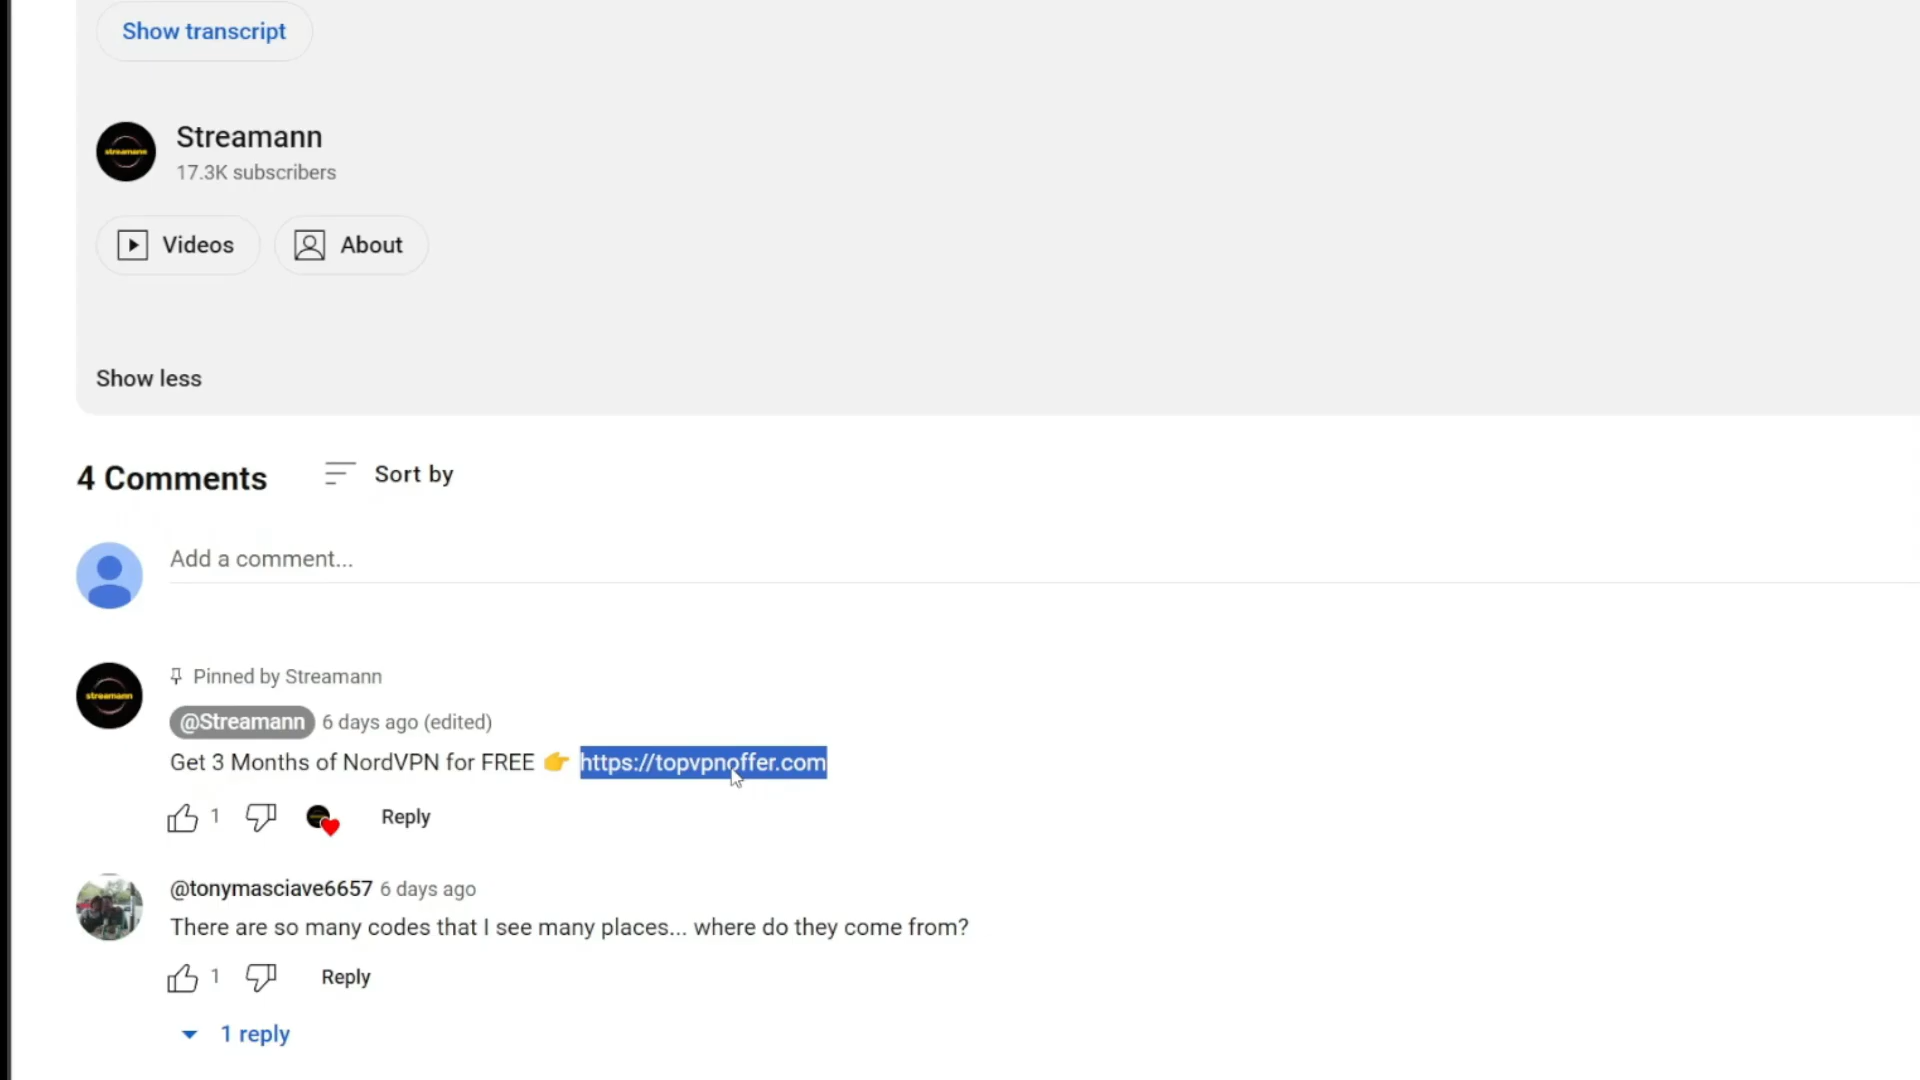 Show transcript
streamann
Streamann
17.3K subscribers
Videos
About
Show less
4 Comments
Sort by
Add a comment...
Pinned by Streamann
streamann
@Streamann 6 days ago (edited)
Get 3 Months of NordVPN for FREE 👉 https://topvpnoffer.com
1
Reply
@tonymasciave6657 6 days ago
There are so many codes that I see many places... where do they come from?
1
Reply
1 reply